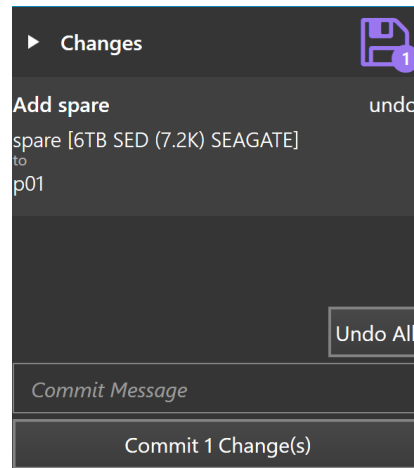 Changes
1
Add spare undo
spare [6TB SED (7.2K) SEAGATE]
to
p01
Undo All
Commit Message
Commit 1 Change(s)